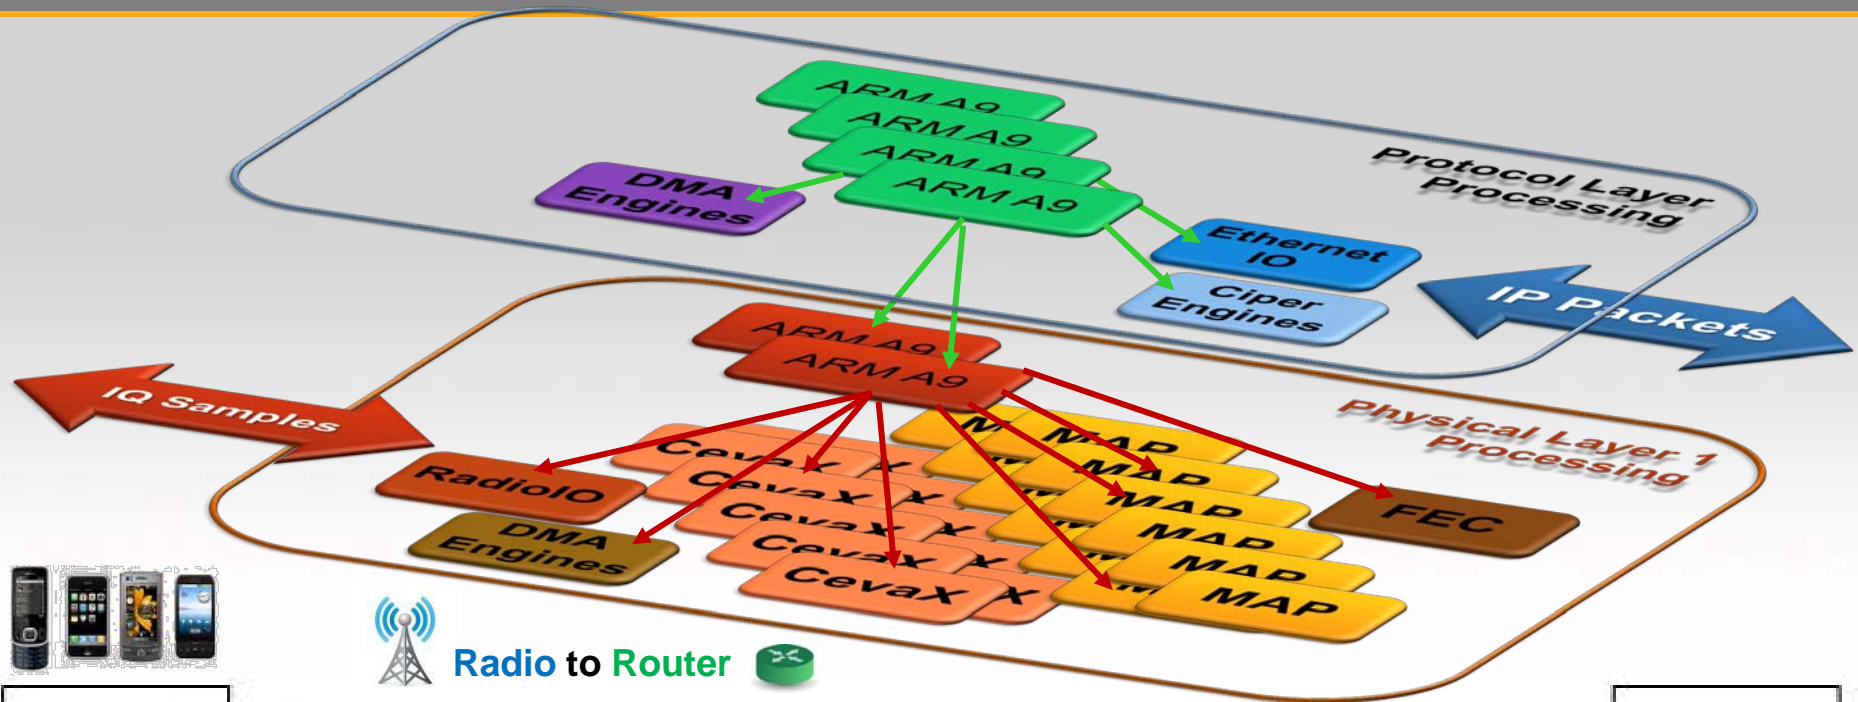 ARM A9
ARM A9
ARM A9
ARM A9
Protocol Layer
Processing
DMA
Engines
Ethernet
IO
Ciper
Engines
IP Packets
ARM A9
ARM A9
IQ Samples
Physical Layer 1
Processing
RadioIO
DMA
Engines
CevaX
CevaX
CevaX
CevaX
CevaX
X
X
X
X
X
M
M
M
M
MAP
MAP
MAP
MAP
MAP
MAP
FEC
Radio to Router